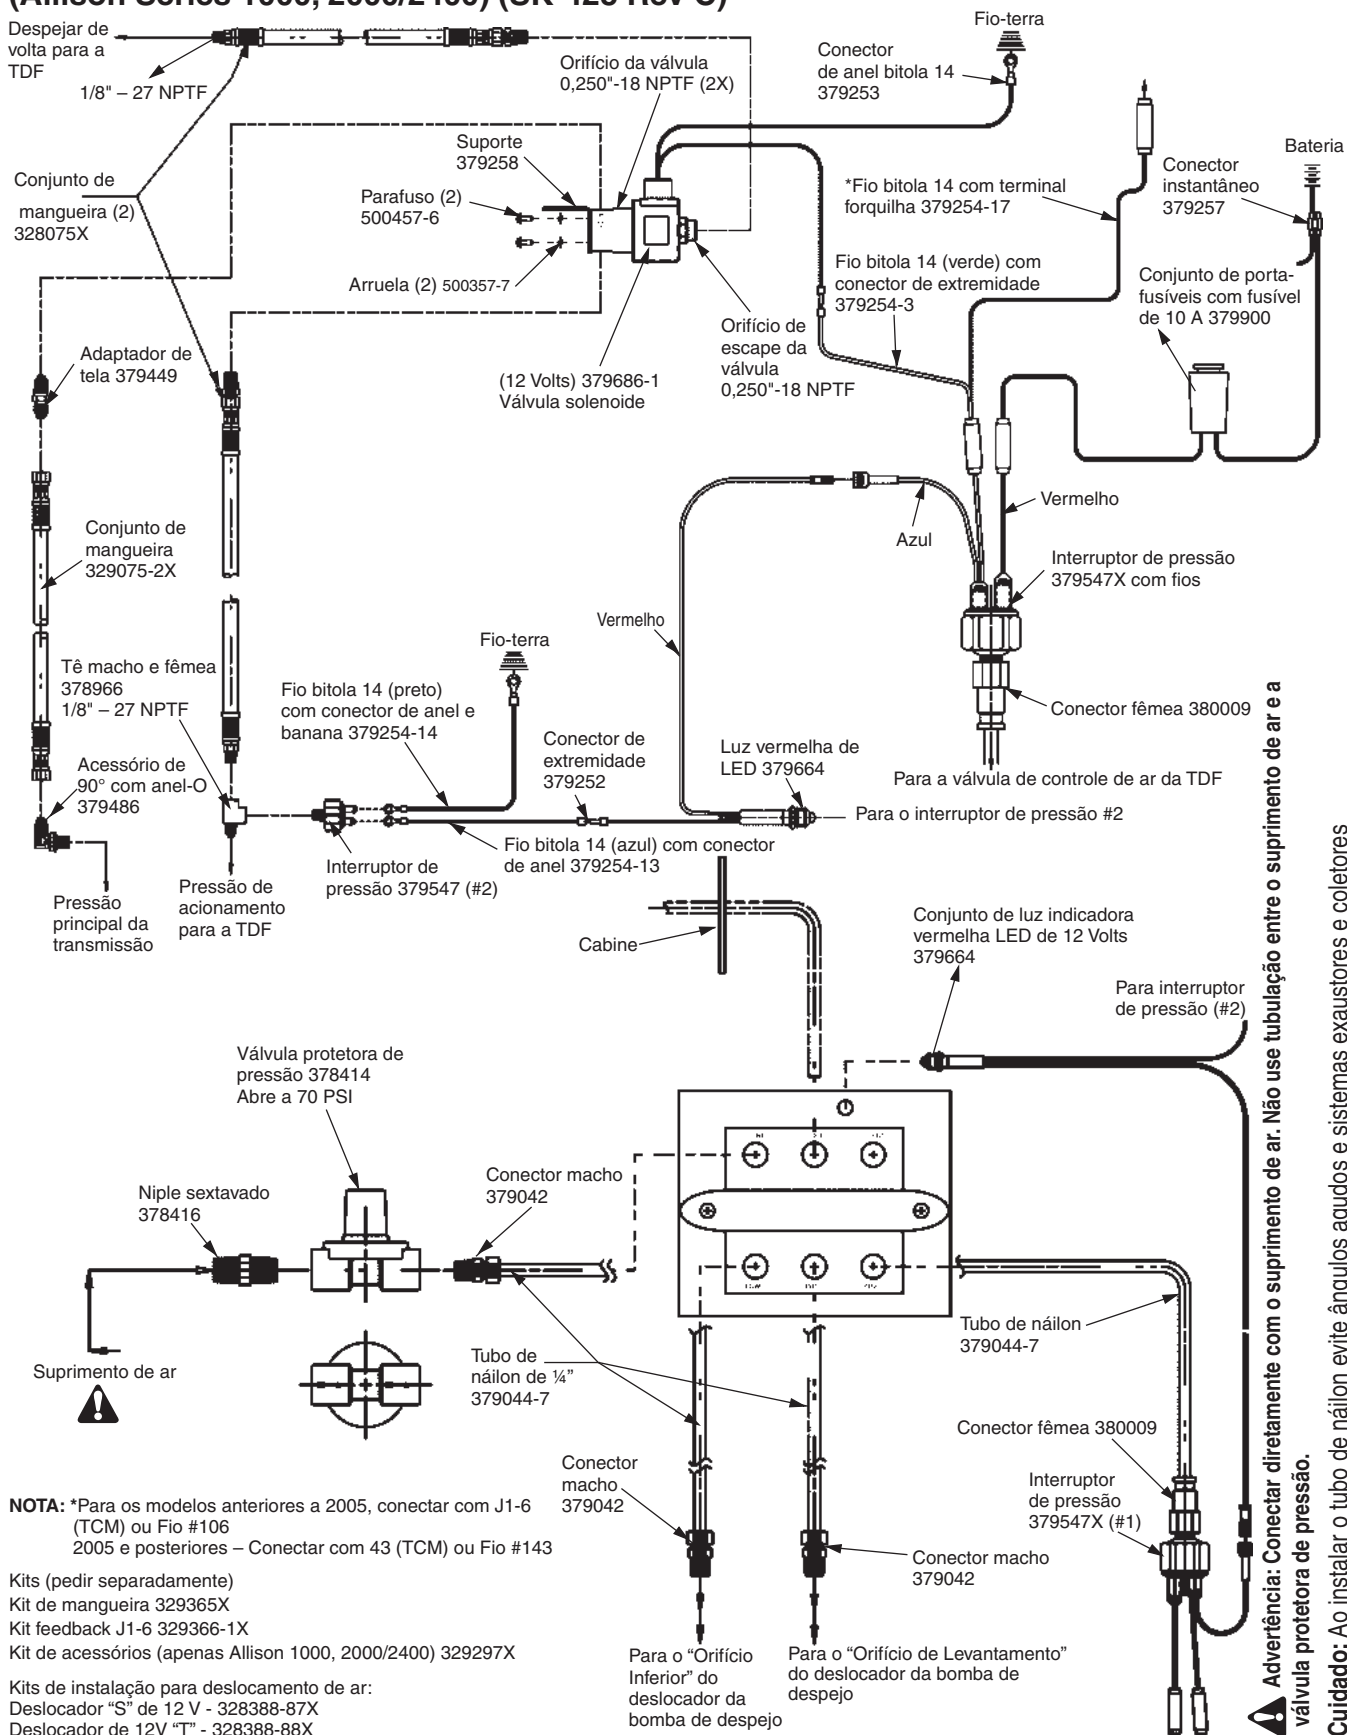 (Allison Series 1000, 2000/2400) (SK-428 Rev C)
Despejar de
volta para a
TDF
1/8" – 27 NPTF
Conjunto de
mangueira (2)
328075X
Orifício da válvula
0,250"-18 NPTF (2X)
Suporte
379258
Parafuso (2)
500457-6
Arruela (2) 500357-7
Conector
de anel bitola 14
379253
Fio-terra
*Fio bitola 14 com terminal
forquilha 379254-17
Conector
instantâneo
379257
Bateria
Fio bitola 14 (verde) com
conector de extremidade
379254-3
Conjunto de porta-
fusíveis com fusível
de 10 A 379900
Orifício de
escape da
válvula
0,250"-18 NPTF
(12 Volts) 379686-1
Válvula solenoide
Adaptador de
tela 379449
Conjunto de
mangueira
329075-2X
Vermelho
Azul
Interruptor de pressão
379547X com fios
Vermelho
Fio-terra
Tê macho e fêmea
378966
1/8" – 27 NPTF
Fio bitola 14 (preto)
com conector de anel e
banana 379254-14
Conector de
extremidade
379252
Luz vermelha de
LED 379664
Conector fêmea 380009
Para a válvula de controle de ar da TDF
Para o interruptor de pressão #2
Acessório de
90° com anel-O
379486
Fio bitola 14 (azul) com conector
de anel 379254-13
Interruptor de
pressão 379547 (#2)
Pressão
principal da
transmissão
Pressão de
acionamento
para a TDF
Cabine
Conjunto de luz indicadora
vermelha LED de 12 Volts
379664
Para interruptor
de pressão (#2)
Válvula protetora de
pressão 378414
Abre a 70 PSI
Niple sextavado
378416
Conector macho
379042
Suprimento de ar
Tubo de
náilon de ¼”
379044-7
Tubo de náilon
379044-7
Conector
macho
379042
Conector fêmea 380009
Interruptor
de pressão
379547X (#1)
Conector macho
379042
NOTA: *Para os modelos anteriores a 2005, conectar com J1-6
(TCM) ou Fio #106
2005 e posteriores – Conectar com 43 (TCM) ou Fio #143
Kits (pedir separadamente)
Kit de mangueira 329365X
Kit feedback J1-6 329366-1X
Kit de acessórios (apenas Allison 1000, 2000/2400) 329297X
Kits de instalação para deslocamento de ar:
Deslocador “S” de 12 V - 328388-87X
Deslocador de 12V “T” - 328388-88X
Para o “Orifício
Inferior” do
deslocador da
bomba de despejo
Para o “Orifício de Levantamento”
do deslocador da bomba de
despejo
Advertência: Conectar diretamente com o suprimento de ar. Não use tubulação entre o suprimento de ar e a
válvula protetora de pressão.
Cuidado: Ao instalar o tubo de náilon evite ângulos agudos e sistemas exaustores e coletores